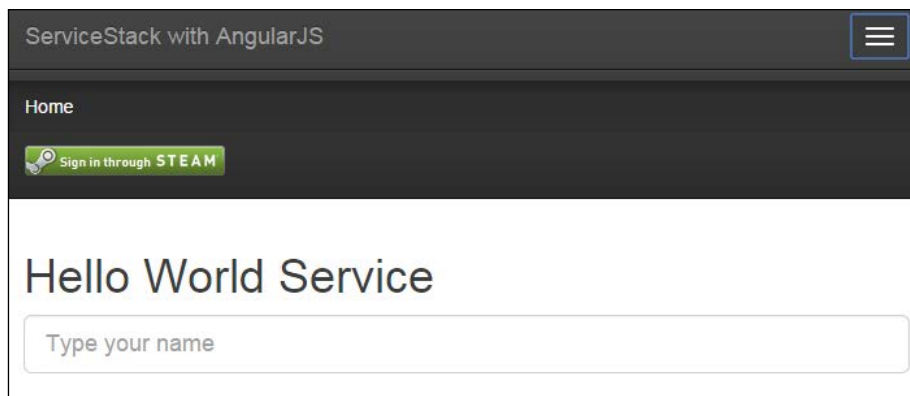 ServiceStack with AngularJS
Home
Sign in through STEAM
Hello World Service
Type your name